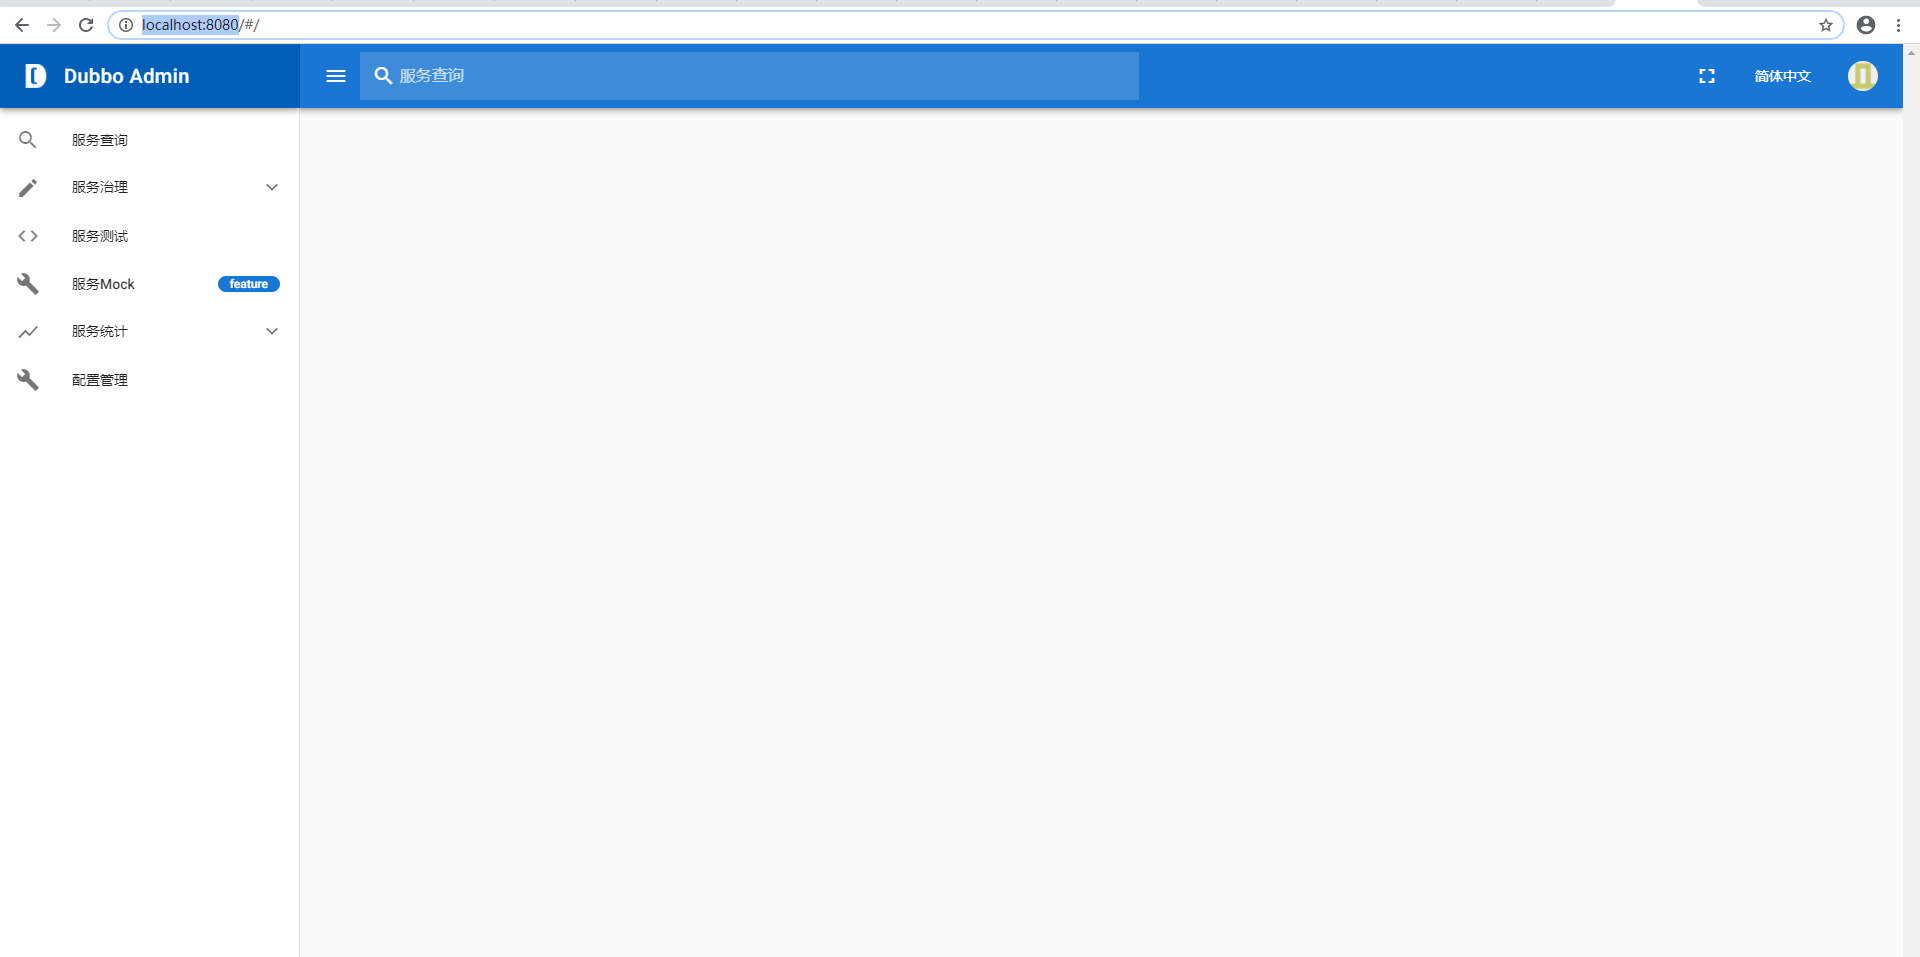 localhost:8080/#/
Dubbo Admin
服务查询
简体中文
服务查询
服务治理
服务测试
服务Mock feature
服务统计
配置管理